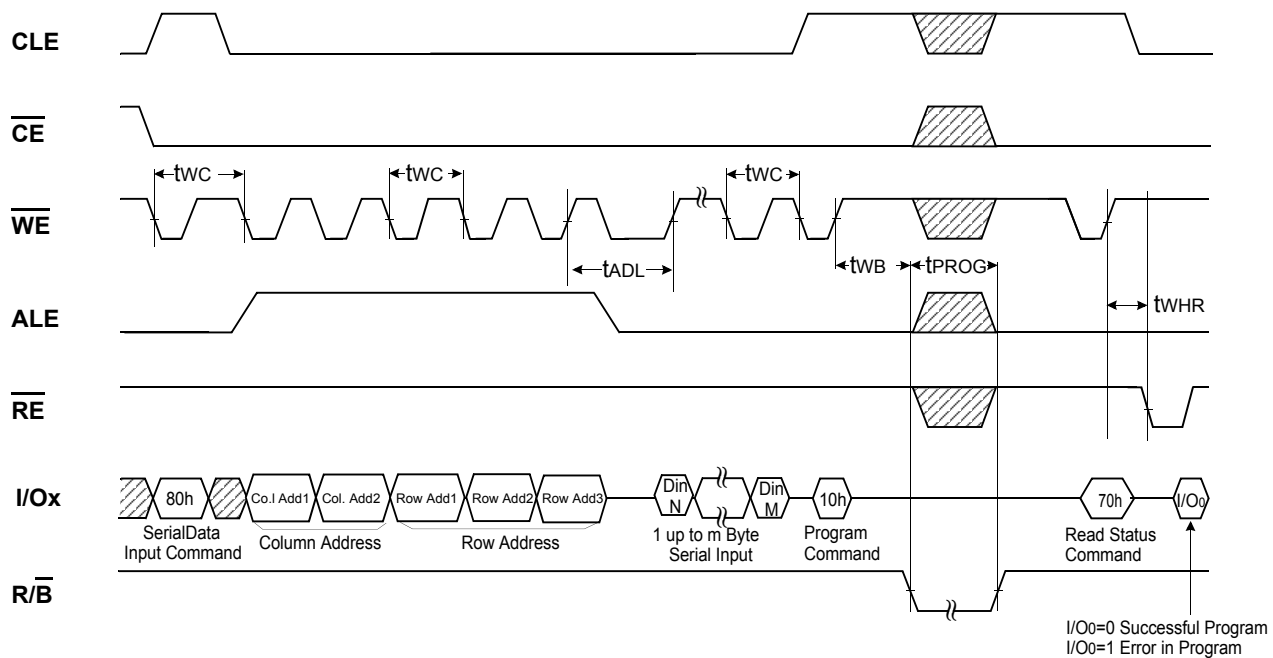 CLE
CE
tWC
tWC
tWC
WE
tADL
tWB
tPROG
ALE
tWHR
RE
I/Ox
80h
Co.l Add1
Col. Add2
Row Add1
Row Add2
Row Add3
Din
N
Din
M
10h
70h
I/O0
SerialData
Input Command
Column Address
Row Address
1 up to m Byte
Serial Input
Program
Command
Read Status
Command
R/B
I/O0=0 Successful Program
I/O0=1 Error in Program